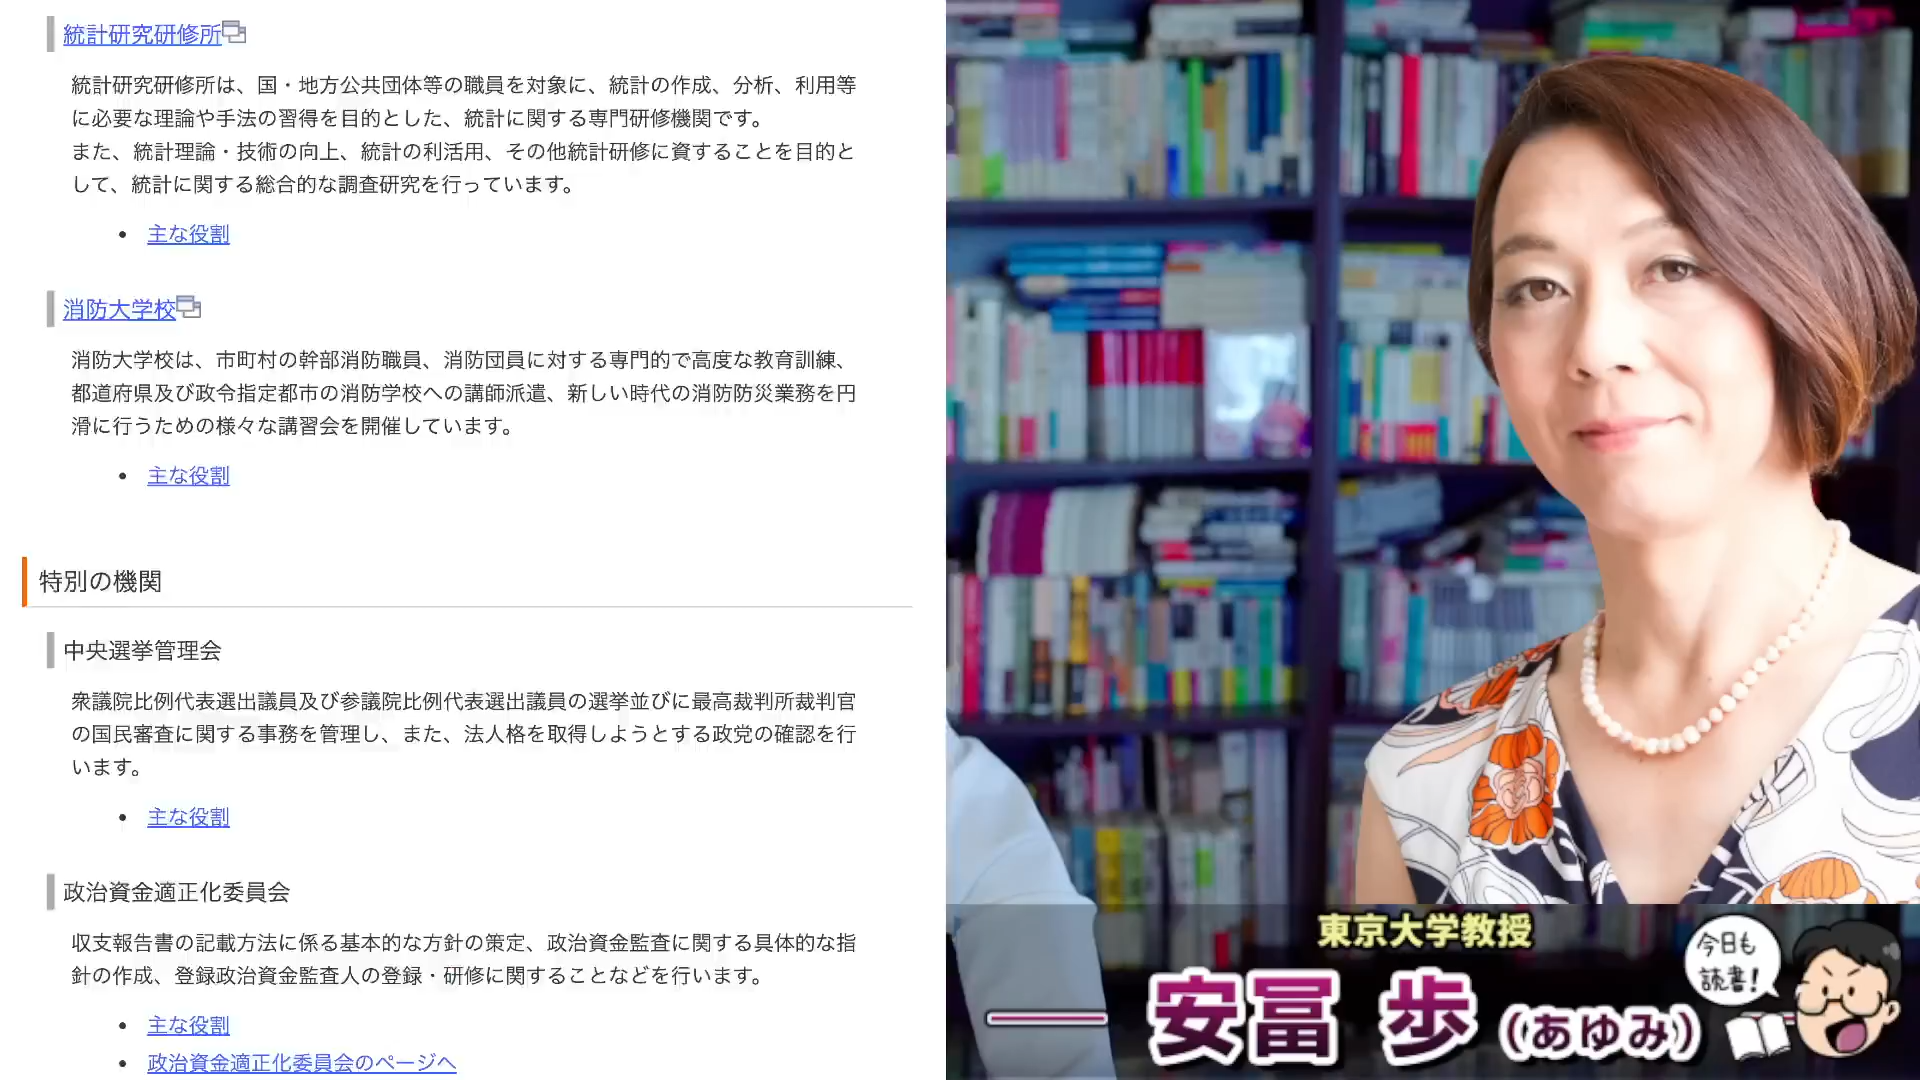 統計研究研修所
統計研究研修所は、国・地方公共団体等の職員を対象に、統計の作成、分析、利用等
に必要な理論や手法の習得を目的とした、統計に関する専門研修機関です。
また、統計理論・技術の向上、統計の利活用、その他統計研修に資することを目的と
して、統計に関する総合的な調査研究を行っています。
• 主な役割
消防大学校
消防大学校は、市町村の幹部消防職員、消防団員に対する専門的で高度な教育訓練、
都道府県及び政令指定都市の消防学校への講師派遣、新しい時代の消防防災業務を円
滑に行うための様々な講習会を開催しています。
• 主な役割
特別の機関
中央選挙管理会
衆議院比例代表選出議員及び参議院比例代表選出議員の選挙並びに最高裁判所裁判官
の国民審査に関する事務を管理し、また、法人格を取得しようとする政党の確認を行
います。
• 主な役割
政治資金適正化委員会
収支報告書の記載方法に係る基本的な方針の策定、政治資金監査に関する具体的な指
針の作成、登録政治資金監査人の登録・研修に関することなどを行います。
• 主な役割
• 政治資金適正化委員会のページへ
東京大学教授
安冨 歩 (あゆみ)
今日も
読書!